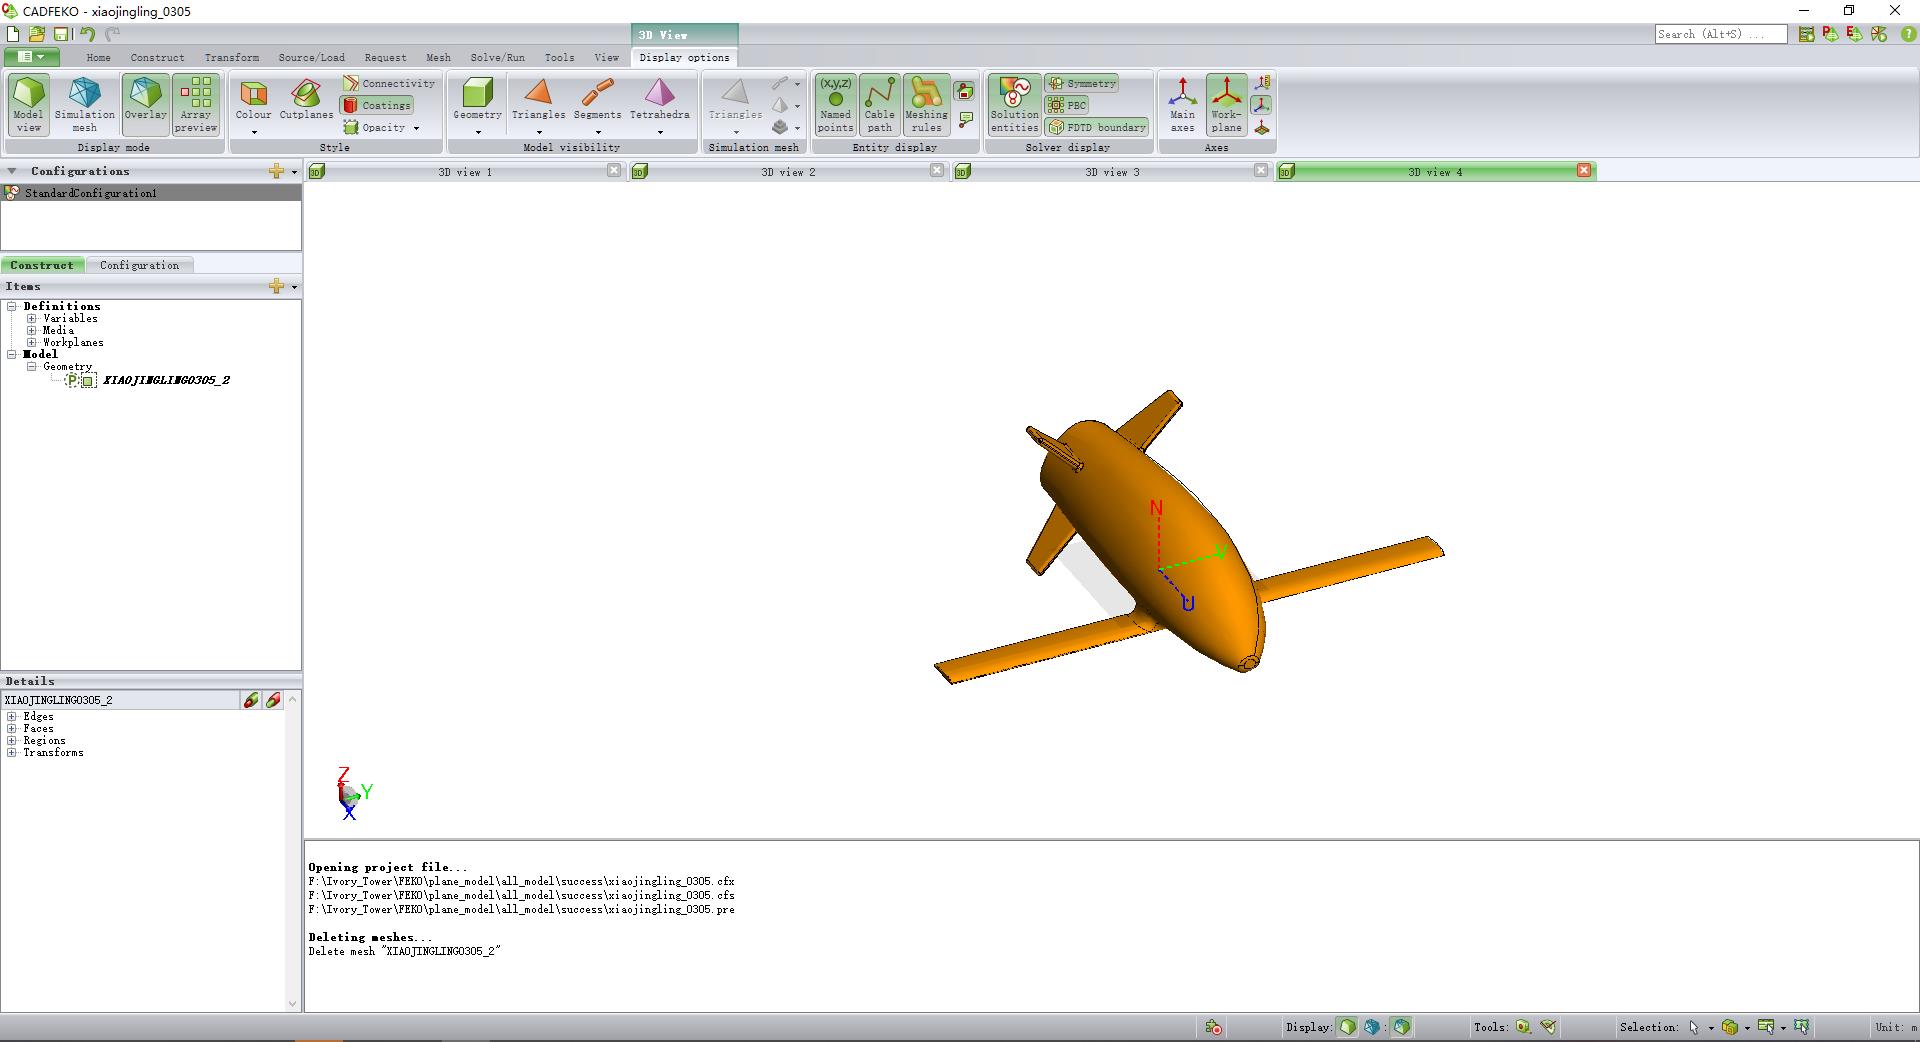 CADFEKO - xiaojingling_0305
3D View
Search (Alt+S) ...
Home Construct Transform Source/Load Request Mesh Solve/Run Tools View Display options
Model view
Simulation mesh
Overlay
Array preview
Display mode
Colour
Cutplanes
Connectivity
Coatings
Opacity
Style
Geometry
Triangles
Segments
Tetrahedra
Model visibility
Triangles
Simulation mesh
(x,y,z)
Named points
Cable path
Meshing rules
Entity display
Solution entities
Symmetry
PBC
FDTD boundary
Solver display
Main axes
Work-plane
Axes
Configurations
StandardConfiguration1
3D view 1
3D view 2
3D view 3
3D view 4
Construct Configuration
Items
Definitions
Variables
Media
Workplanes
Model
Geometry
XIAOJINGLING0305_2
Details
XIAOJINGLING0305_2
Edges
Faces
Regions
Transforms
N
V
U
Z
Y
X
Opening project file...
F:\Ivory_Tower\FEKO\plane_model\all_model\success\xiaojingling_0305.cfx
F:\Ivory_Tower\FEKO\plane_model\all_model\success\xiaojingling_0305.cfs
F:\Ivory_Tower\FEKO\plane_model\all_model\success\xiaojingling_0305.pre
Deleting meshes...
Delete mesh "XIAOJINGLING0305_2"
Display: Tools: Selection: Unit: m